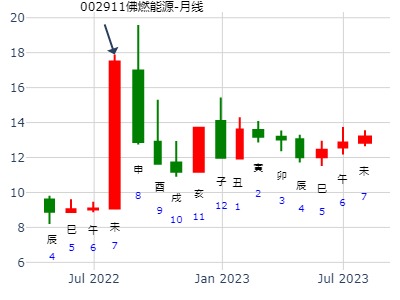 002911佛燃能源-月线
20
18
16
14
12
10
8
6
辰
4
巳
5
午
6
未
7
申
8
酉
9
戌
10
亥
11
子
12
丑
1
寅
2
卯
3
辰
4
巳
5
午
6
未
7
Jul 2022
Jan 2023
Jul 2023